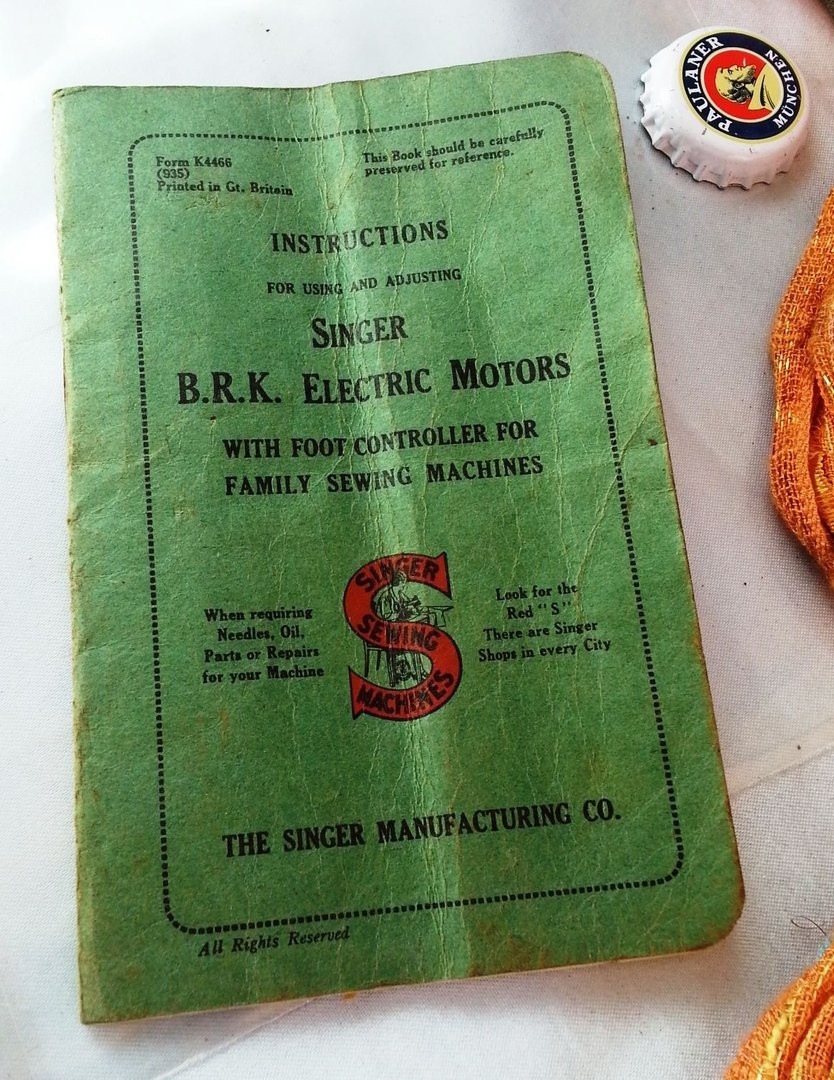 Form K4466
(935)
Printed in Gt. Britain
This Book should be carefully
preserved for reference.
INSTRUCTIONS
FOR USING AND ADJUSTING
SINGER
B.R.K. ELECTRIC MOTORS
WITH FOOT CONTROLLER FOR
FAMILY SEWING MACHINES
When requiring
Needles, Oil,
Parts or Repairs
for your Machine
SINGER
SEWING
MACHINES
Look for the
Red "S"
There are Singer
Shops in every City
THE SINGER MANUFACTURING CO.
All Rights Reserved
PAULANER
MÜNCHEN